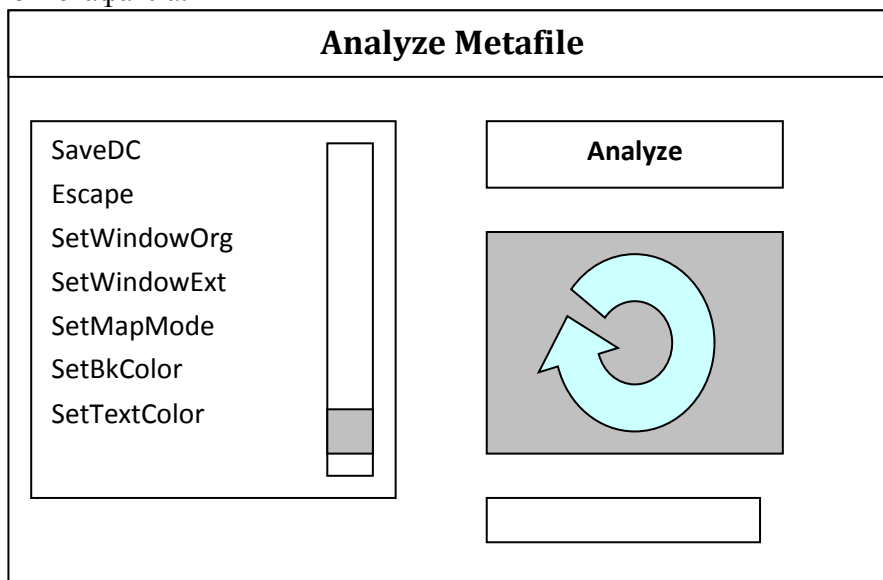 Analyze Metafile
SaveDC
Escape
SetWindowOrg
SetWindowExt
SetMapMode
SetBkColor
SetTextColor
Analyze